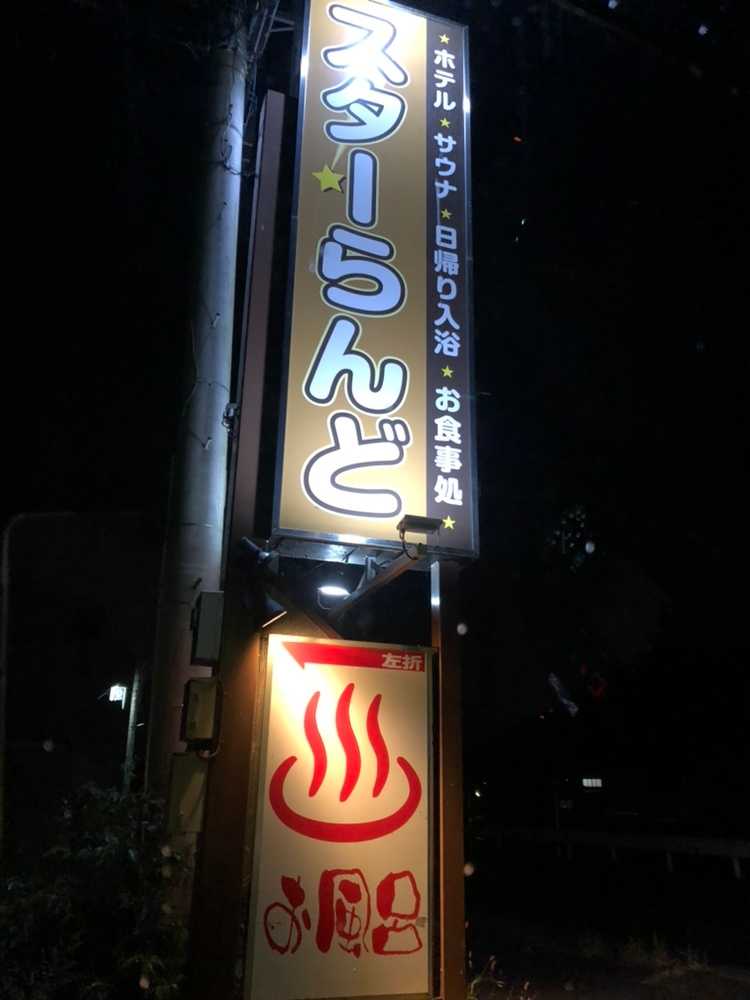 ★ホテル★サウナ★日帰り入浴★お食事処★
スターらんど
左折
お風呂